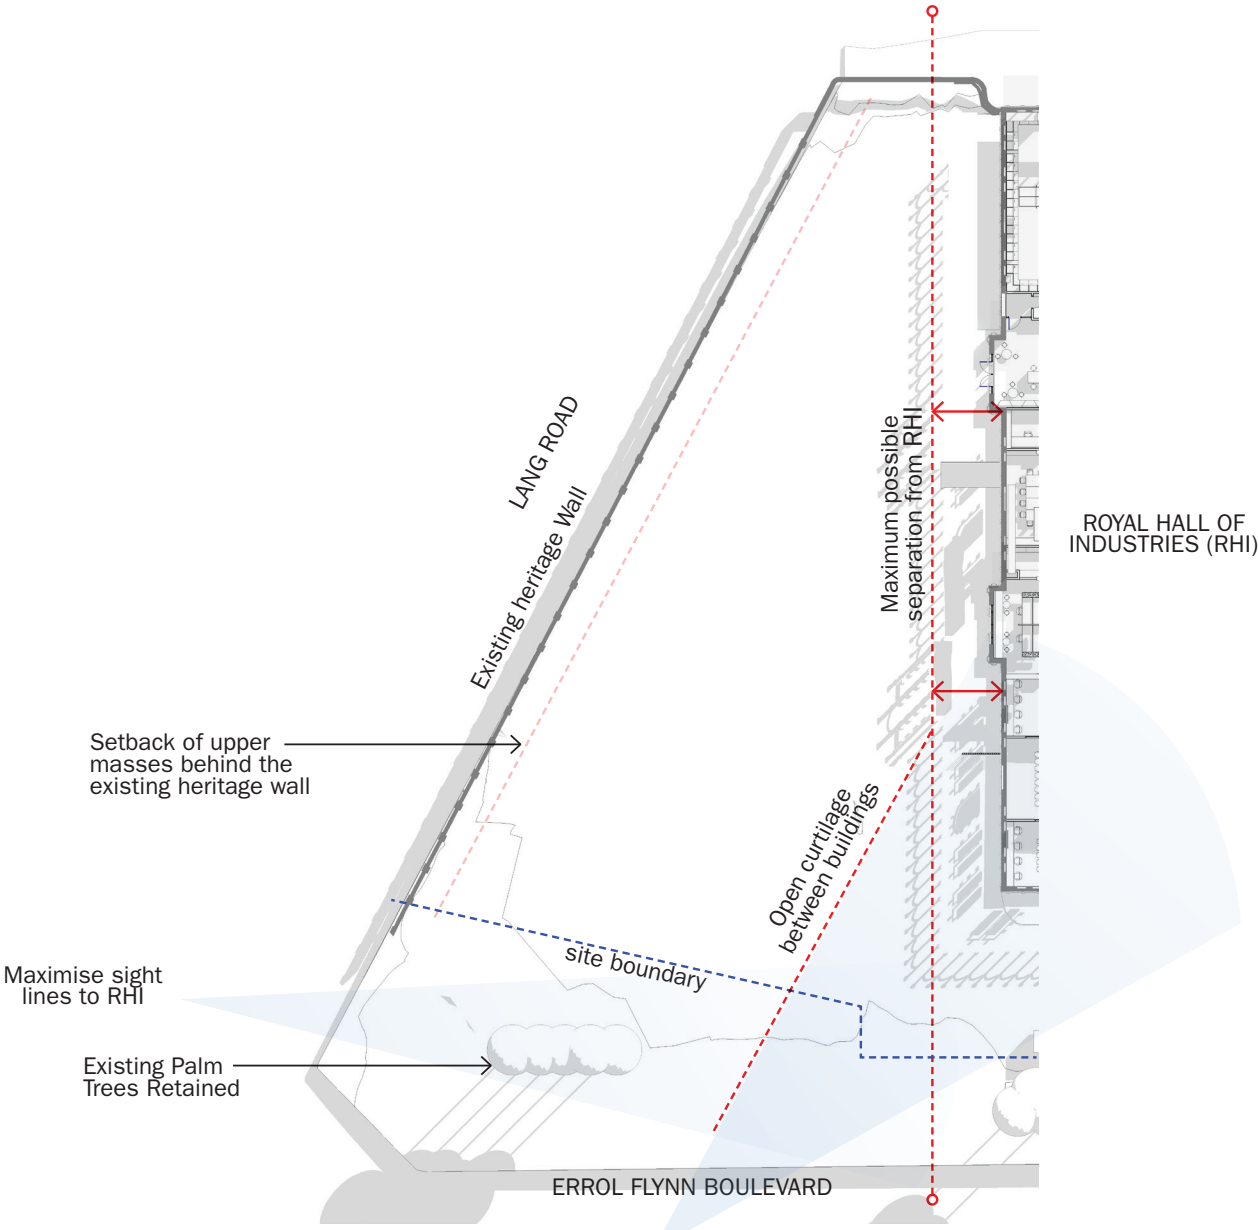 LANG ROAD
Existing heritage Wall
Maximum possible
separation from RHI
ROYAL HALL OF
INDUSTRIES (RHI)
Setback of upper
masses behind the
existing heritage wall
Open curtilage
between buildings
site boundary
Maximise sight
lines to RHI
Existing Palm
Trees Retained
ERROL FLYNN BOULEVARD